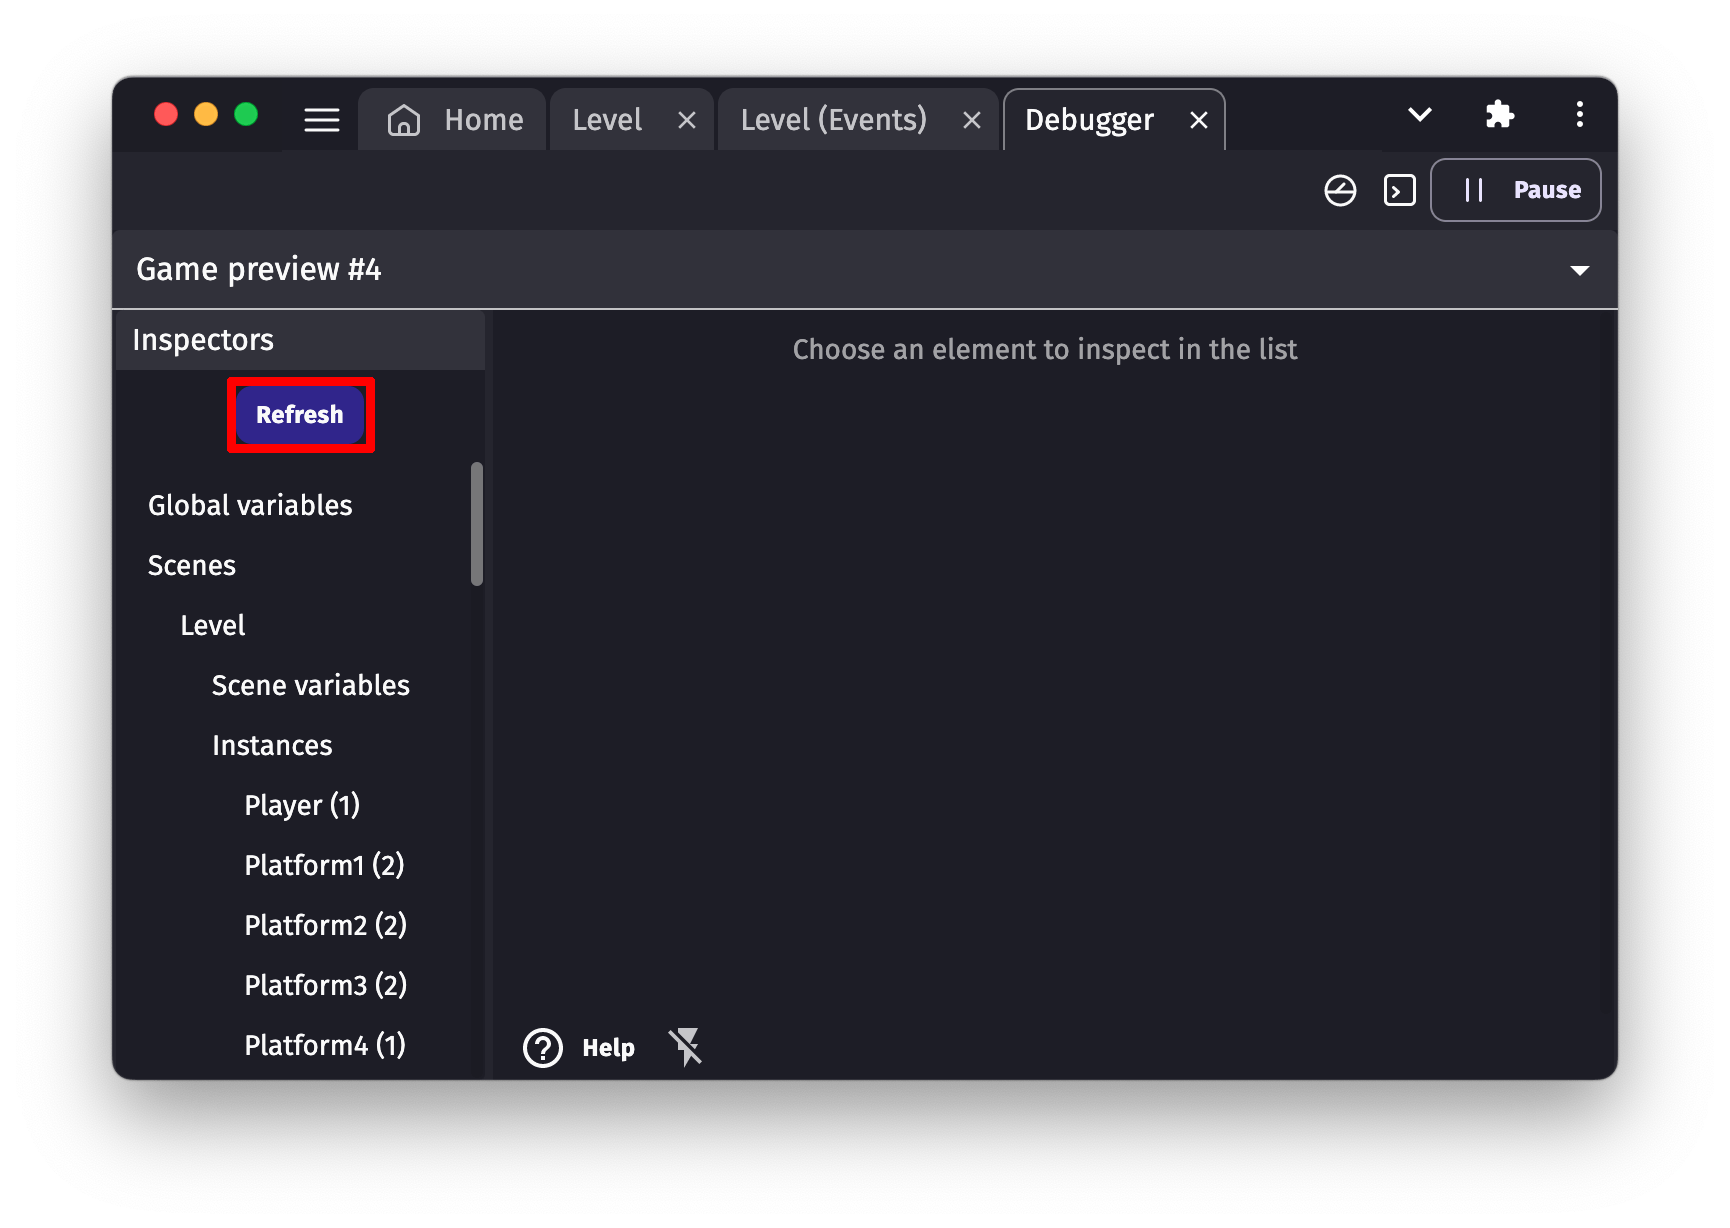 Home
Level
Level (Events)
Debugger
Pause
Game preview #4
Inspectors
Choose an element to inspect in the list
Refresh
Global variables
Scenes
Level
Scene variables
Instances
Player (1)
Platform1 (2)
Platform2 (2)
Platform3 (2)
Platform4 (1)
Help